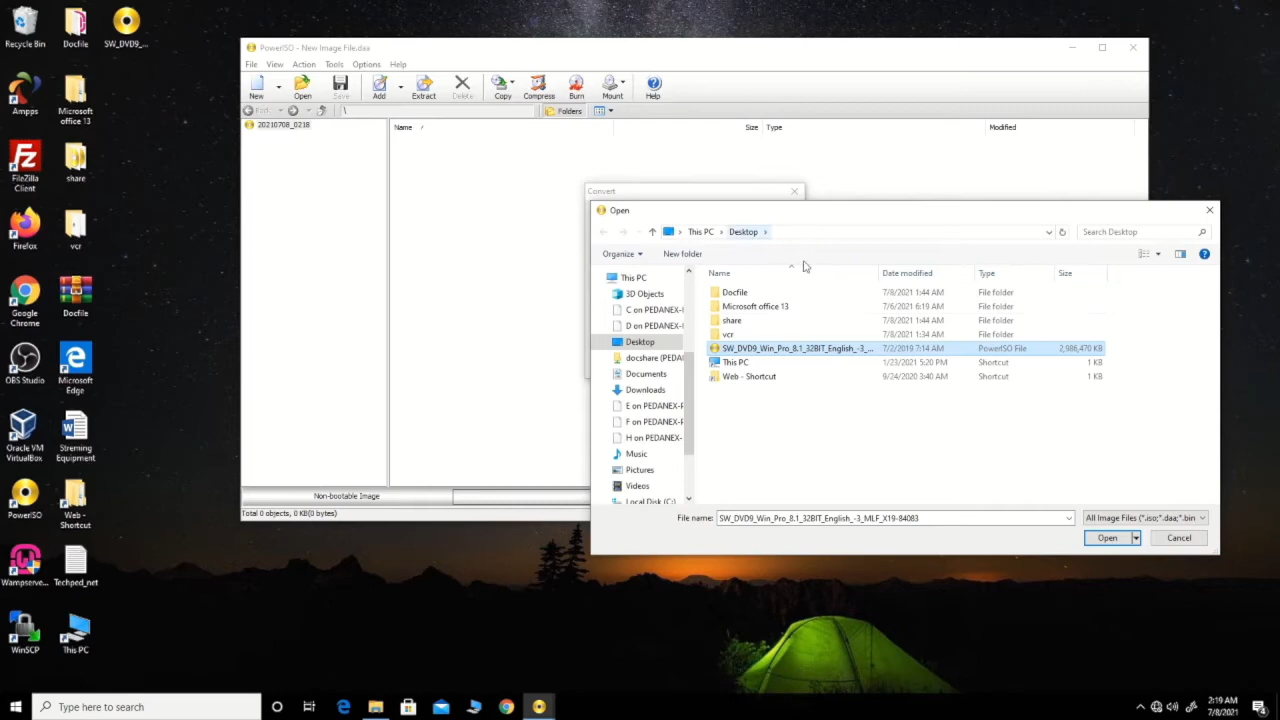 Recycle Bin
Docfile
SW_DVD9_...
Amps
Microsoft office 13
FileZilla Client
share
Firefox
vcr
Google Chrome
Docfile
OBS Studio
Microsoft Edge
Oracle VM VirtualBox
Streming Equipment
PowerISO
Web - Shortcut
Wampserve...
Techped_net
WinSCP
This PC
PowerISO - New Image File.daa
File View Action Tools Options Help
New Open Save Add Extract Delete Copy Compress Burn Mount Help
\ Folders
20210708_0218
Name / Size Type Modified
Non-bootable Image
Total 0 objects, 0 KB(0 bytes)
Convert
Open
This PC > Desktop > Search Desktop
Organize New folder
This PC
3D Objects
C on PEDANEX-
D on PEDANEX-
Desktop
docshare (PEDA
Documents
Downloads
E on PEDANEX-P
F on PEDANEX-P
H on PEDANEX-
Music
Pictures
Videos
Local Disk (C:)
Name Date modified Type Size
Docfile 7/8/2021 1:44 AM File folder
Microsoft office 13 7/6/2021 6:19 AM File folder
share 7/8/2021 1:44 AM File folder
vcr 7/8/2021 1:34 AM File folder
SW_DVD9_Win_Pro_8.1_32BIT_English_-3_... 7/2/2019 7:14 AM PowerISO File 2,986,470 KB
This PC 1/23/2021 5:20 PM Shortcut 1 KB
Web - Shortcut 9/24/2020 3:40 AM Shortcut 1 KB
File name: SW_DVD9_Win_Pro_8.1_32BIT_English_-3_MLF_X19-84083 All Image Files (*.iso;*.daa;*.bin
Open Cancel
Type here to search
2:19 AM
7/8/2021
4